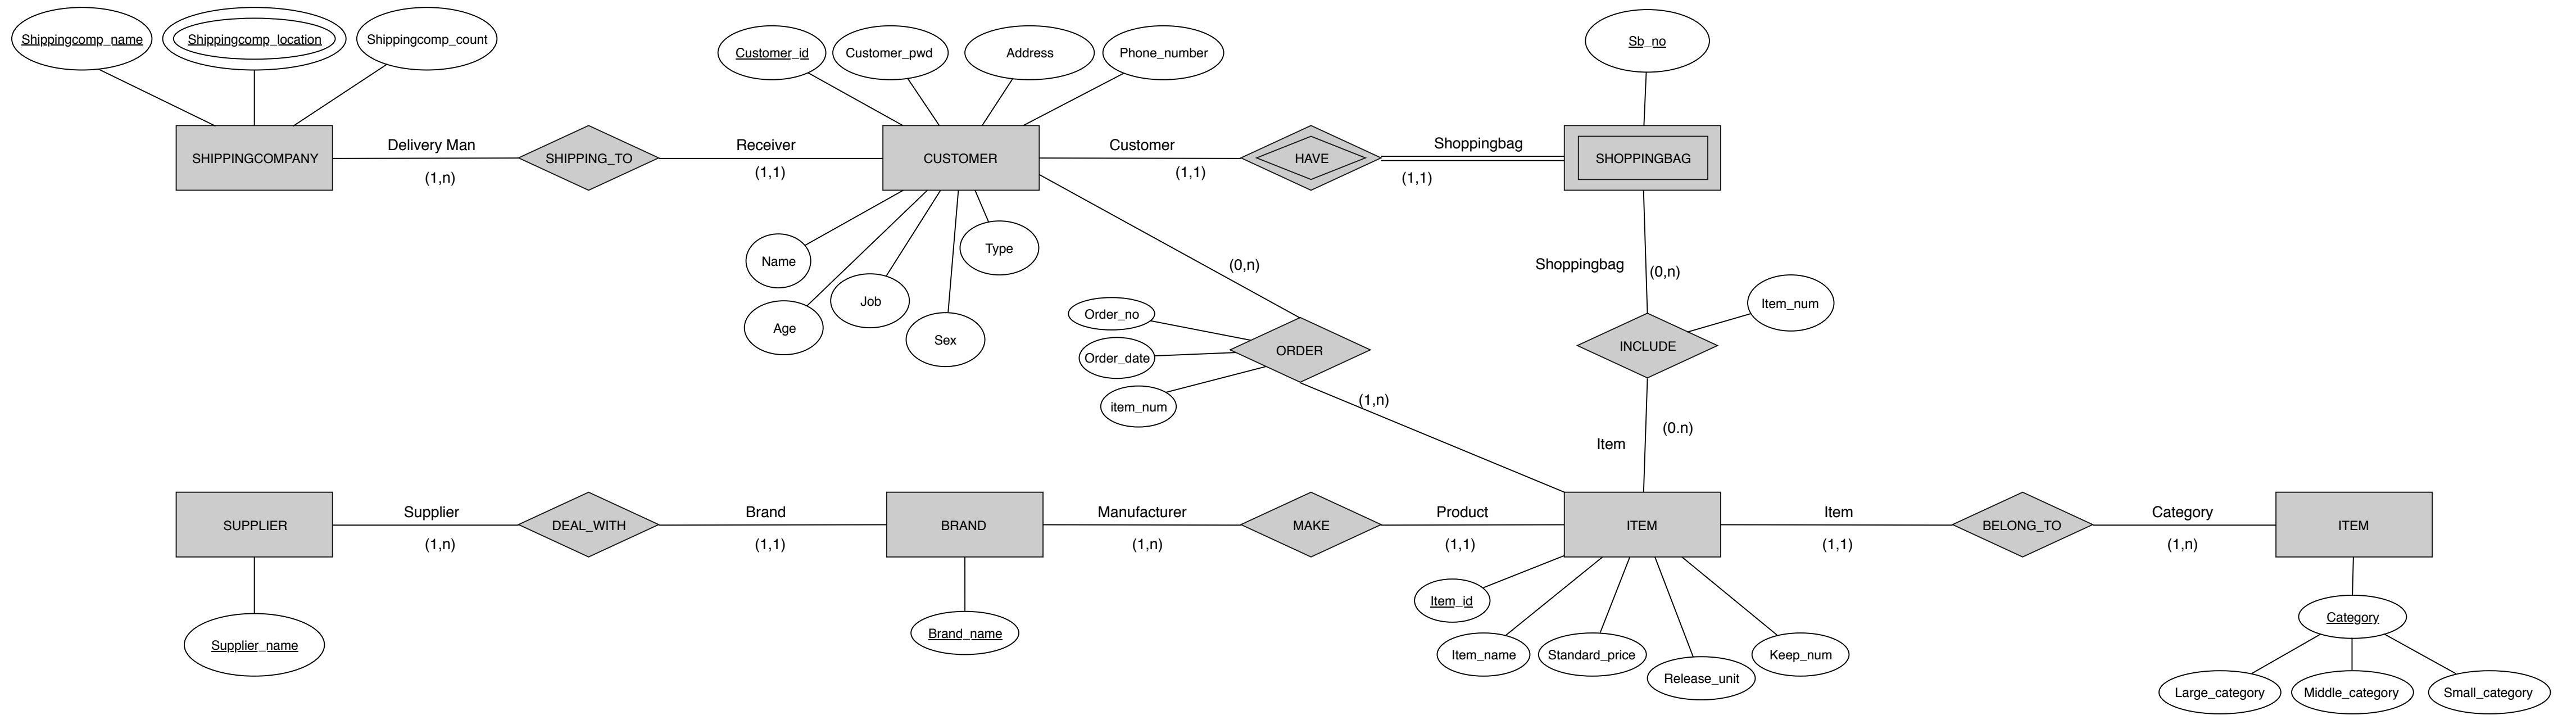 Shippingcomp_name
Shippingcomp_location
Shippingcomp_count
Customer_id
Customer_pwd
Address
Phone_number
Sb_no
SHIPPINGCOMPANY
Delivery Man
(1,n)
SHIPPING_TO
Receiver
(1,1)
CUSTOMER
Customer
(1,1)
HAVE
Shoppingbag
(1,1)
SHOPPINGBAG
Name
Age
Job
Sex
Type
(0,n)
Shoppingbag
(0,n)
Item_num
Order_no
Order_date
item_num
ORDER
INCLUDE
(1,n)
Item
(0.n)
SUPPLIER
Supplier
(1,n)
DEAL_WITH
Brand
(1,1)
BRAND
Manufacturer
(1,n)
MAKE
Product
(1,1)
ITEM
Item
(1,1)
BELONG_TO
Category
(1,n)
ITEM
Supplier_name
Brand_name
Item_id
Item_name
Standard_price
Release_unit
Keep_num
Category
Large_category
Middle_category
Small_category